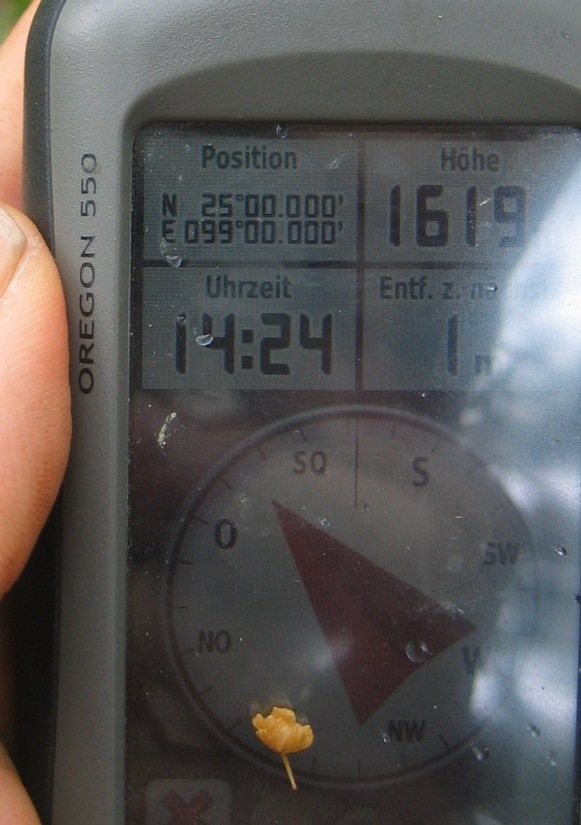 OREGON 550
Position
N 25°00.000'
E 099°00.000'
Höhe
1619
Uhrzeit
14:24
Entf. z.
1
SO
S
O
SW
NO
W
NW